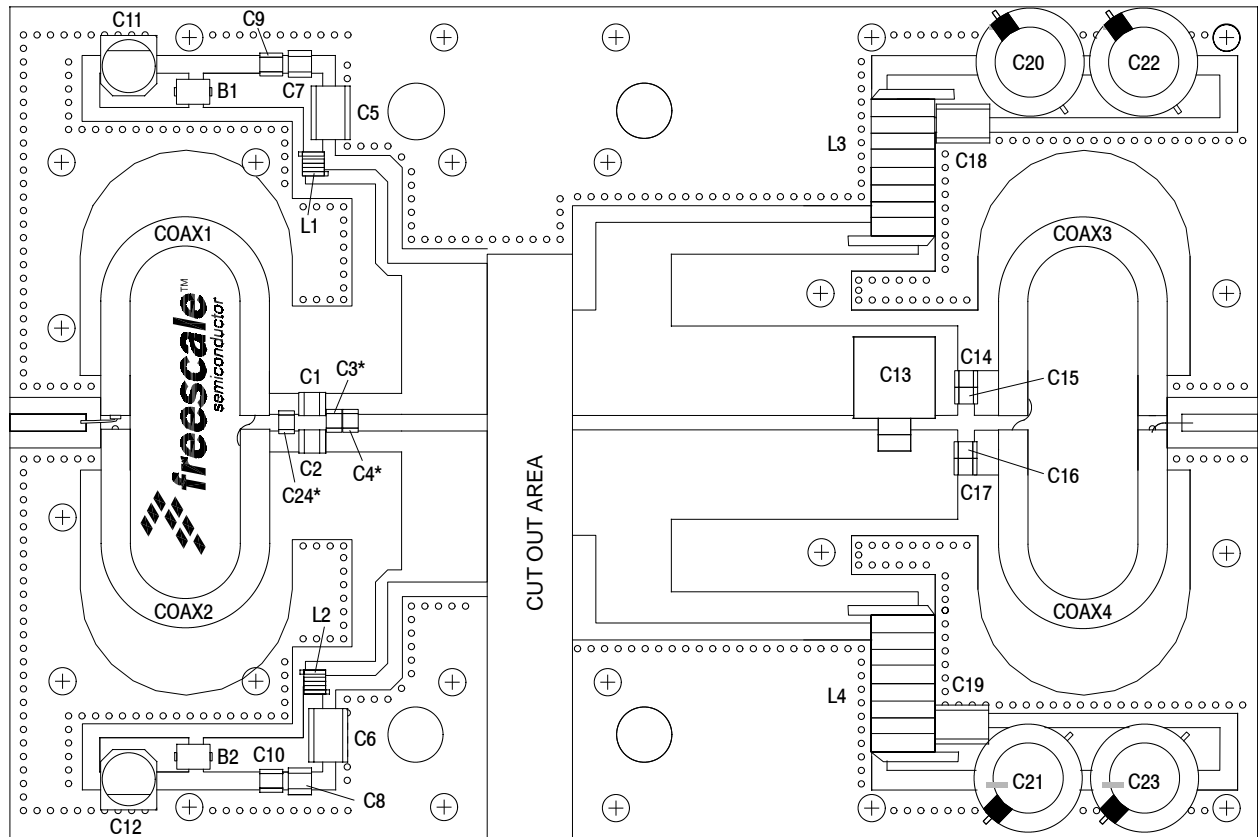 C11
C9
B1
C7
C5
L1
COAX1
freescale™
semiconductor
C1
C3*
C2
C4*
C24*
COAX2
L2
B2
C10
C6
C8
C12
CUT OUT AREA
C20
C22
L3
C18
COAX3
C13
C14
C15
C16
C17
COAX4
L4
C19
C21
C23